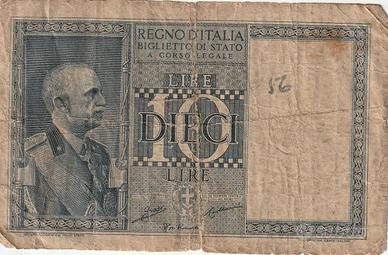 REGNO D'ITALIA
BIGLIETTO DI STATO
A CORSO LEGALE
LIRE
56
10
DIECI
LIRE